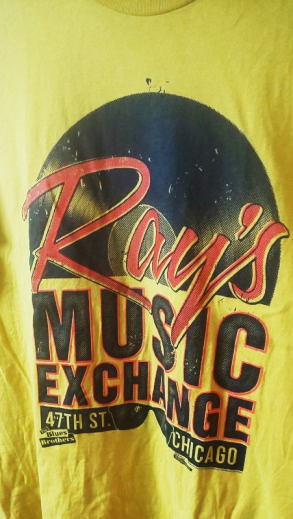 Ray's
MUSIC
EXCHANGE
47TH ST. CHICAGO
Blues
Brothers